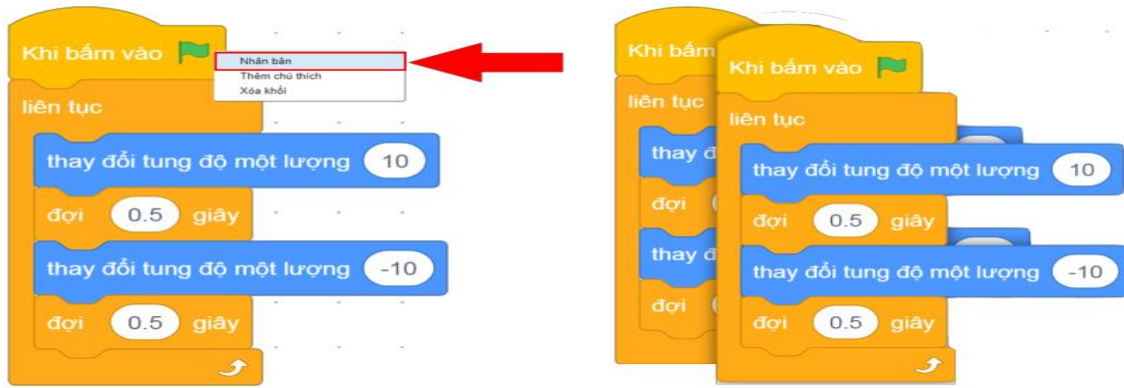 Khi bấm vào
Nhân bản
Thêm chú thích
Xóa khối
liên tục
thay đổi tung độ một lượng 10
đợi 0.5 giây
thay đổi tung độ một lượng -10
đợi 0.5 giây
Khi bấm
liên tục
thay đ
đợi
thay đ
đợi
Khi bấm vào
liên tục
thay đổi tung độ một lượng 10
đợi 0.5 giây
thay đổi tung độ một lượng -10
đợi 0.5 giây